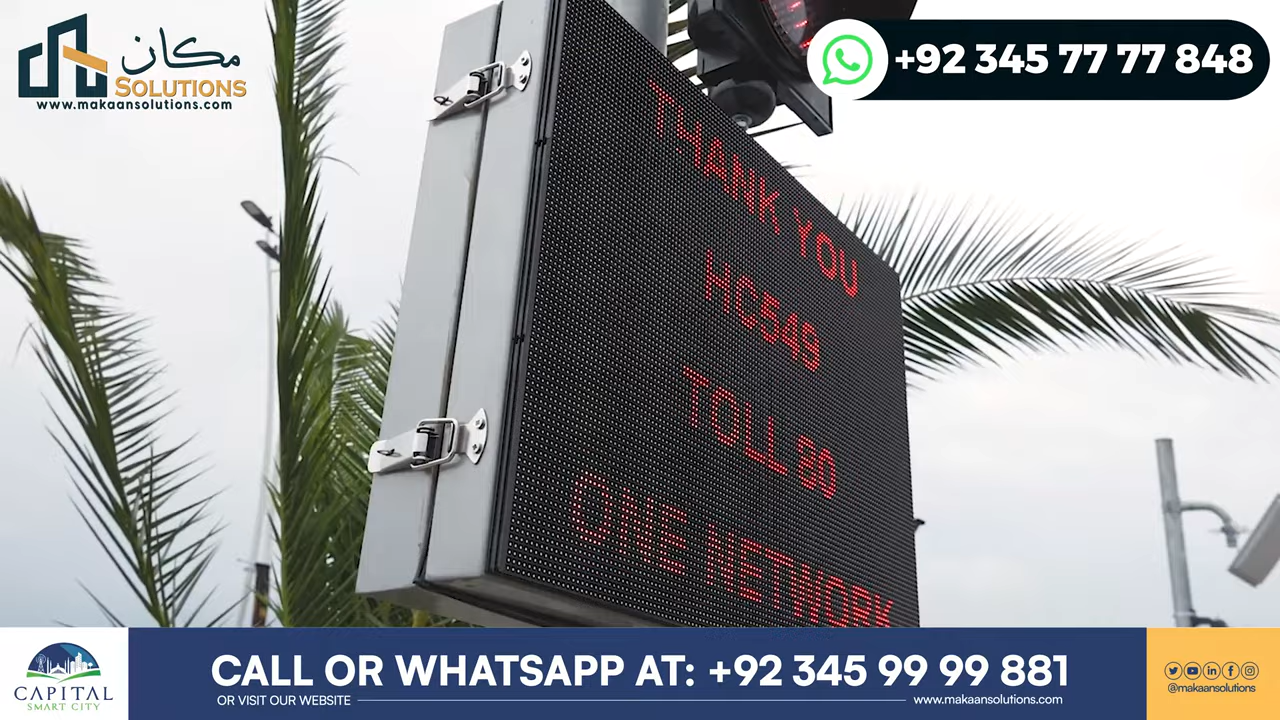 مکان
SOLUTIONS
www.makaansolutions.com
+92 345 77 77 848
THANK YOU
HC549
TOLL 80
ONE NETWORK
CAPITAL
SMART CITY
CALL OR WHATSAPP AT: +92 345 99 99 881
OR VISIT OUR WEBSITE
www.makaansolutions.com
@makaansolutions